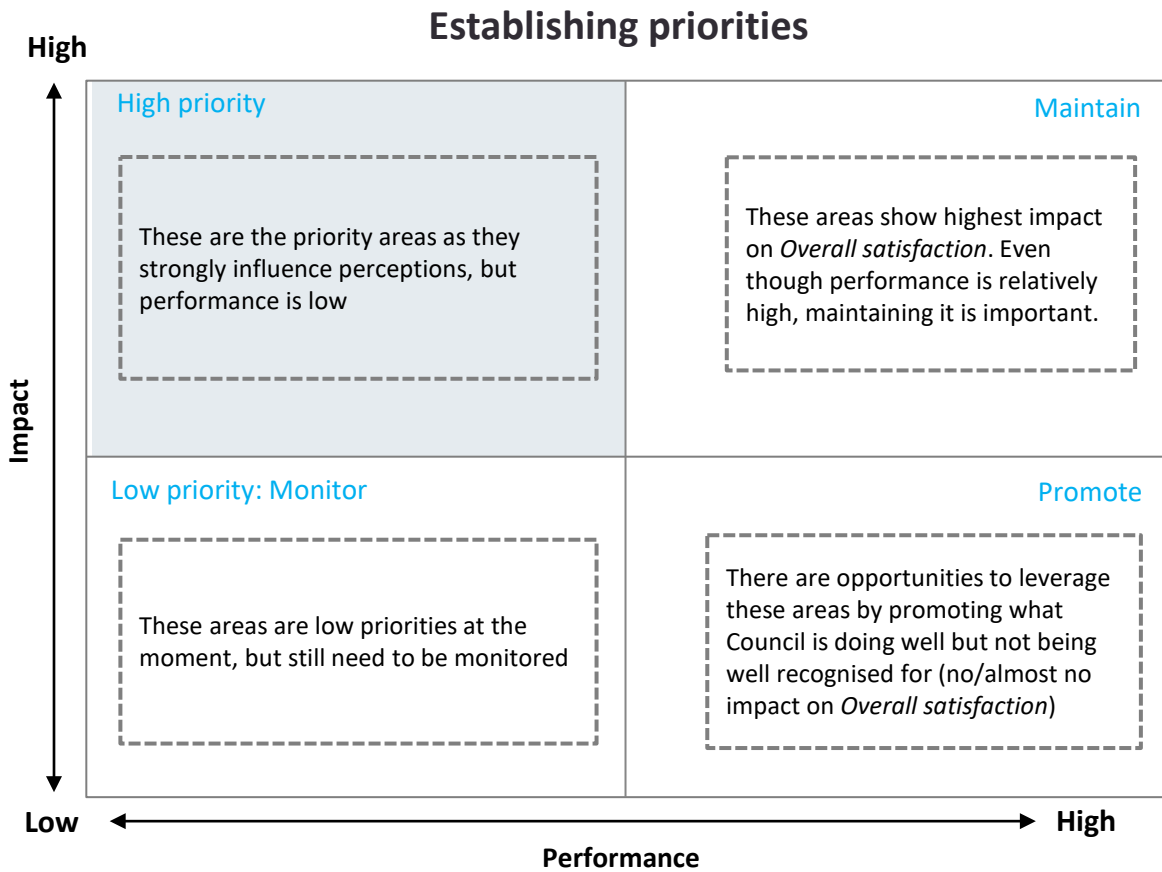 Establishing priorities
High
High priority
Maintain
These are the priority areas as they
strongly influence perceptions, but
performance is low
These areas show highest impact
on Overall satisfaction. Even
though performance is relatively
high, maintaining it is important.
Impact
Low priority: Monitor
Promote
These areas are low priorities at the
moment, but still need to be monitored
There are opportunities to leverage
these areas by promoting what
Council is doing well but not being
well recognised for (no/almost no
impact on Overall satisfaction)
Low
High
Performance